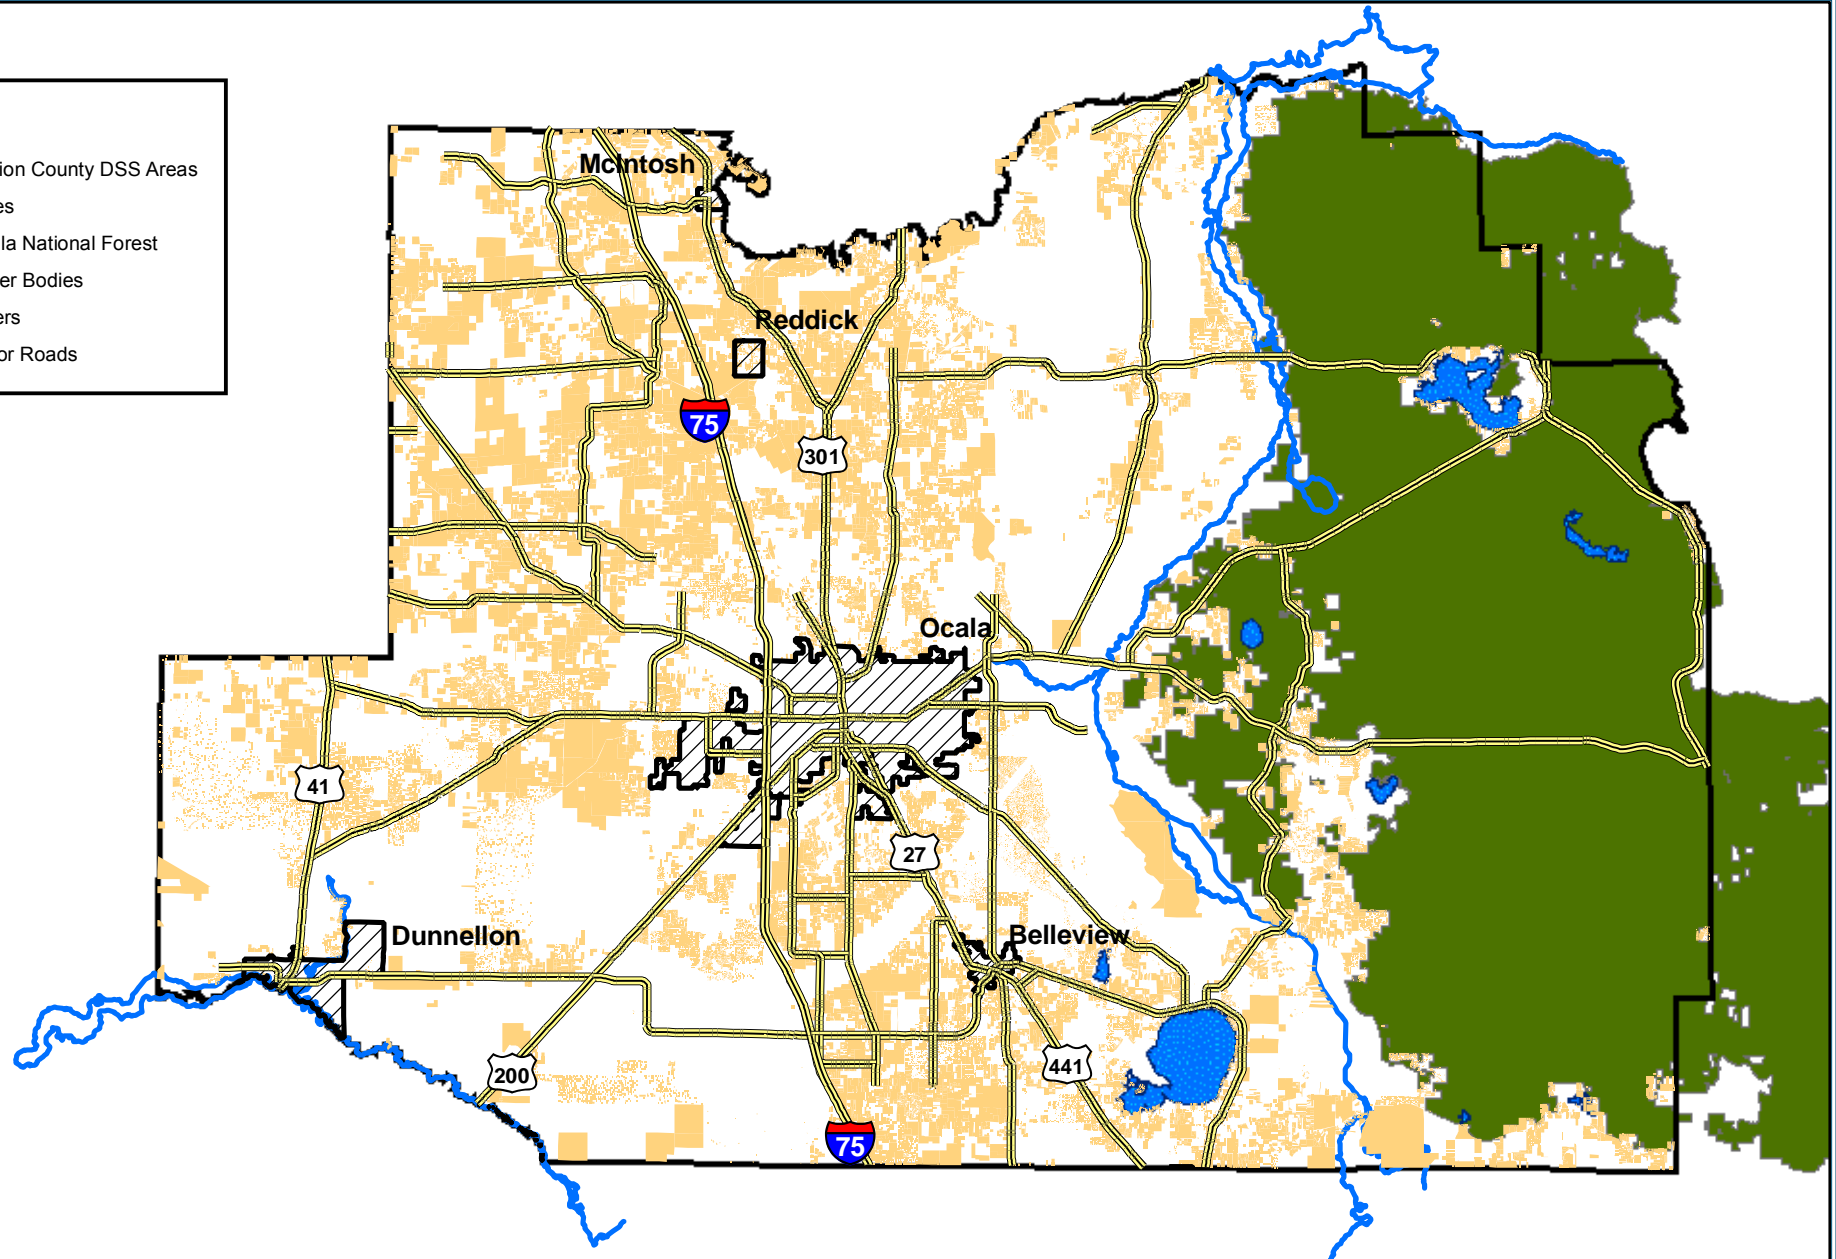 ion County DSS Areas
es
la National Forest
er Bodies
ers
or Roads
McIntosh
Reddick
75
301
Ocala
41
27
Dunnellon
Belleview
200
441
75